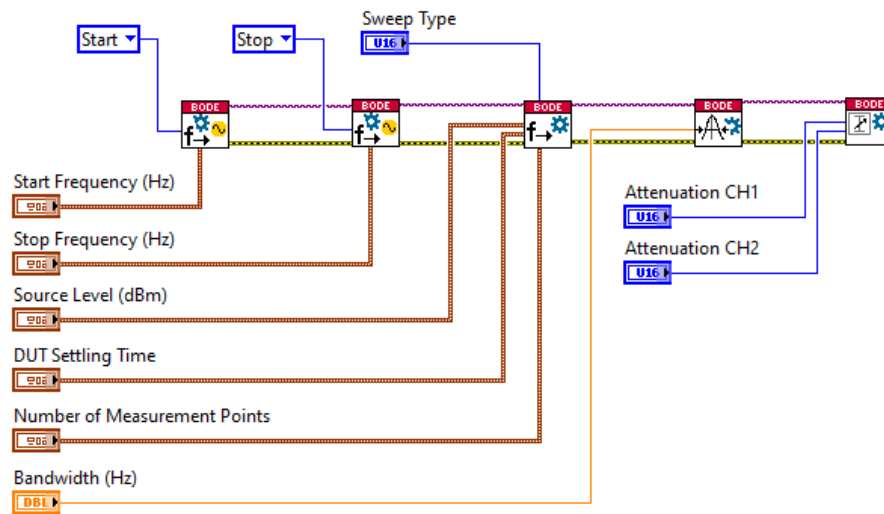 Sweep Type
Start
Stop
U16
BODE
BODE
BODE
BODE
BODE
f
f
f
Start Frequency (Hz)
Attenuation CH1
U16
Stop Frequency (Hz)
Attenuation CH2
U16
Source Level (dBm)
DUT Settling Time
Number of Measurement Points
Bandwidth (Hz)
DBL